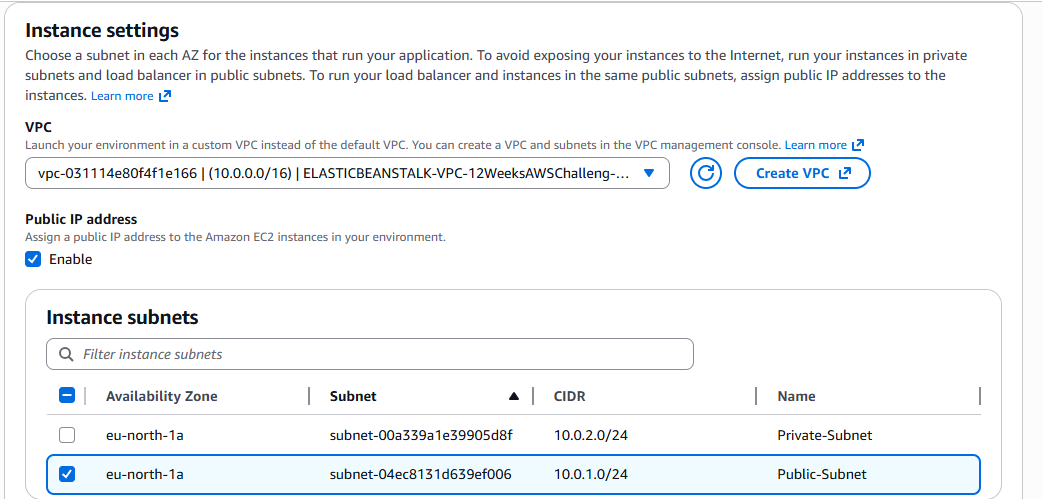 Instance settings
Choose a subnet in each AZ for the instances that run your application. To avoid exposing your instances to the Internet, run your instances in private
subnets and load balancer in public subnets. To run your load balancer and instances in the same public subnets, assign public IP addresses to the
instances. Learn more
VPC
Launch your environment in a custom VPC instead of the default VPC. You can create a VPC and subnets in the VPC management console. Learn more
vpc-031114e80f4f1e166 | (10.0.0.0/16) | ELASTICBEANSTALK-VPC-12WeeksAWSChalleng-...
Create VPC
Public IP address
Assign a public IP address to the Amazon EC2 instances in your environment.
Enable
Instance subnets
Filter instance subnets
Availability Zone Subnet CIDR Name
eu-north-1a subnet-00a339a1e39905d8f 10.0.2.0/24 Private-Subnet
eu-north-1a subnet-04ec8131d639ef006 10.0.1.0/24 Public-Subnet